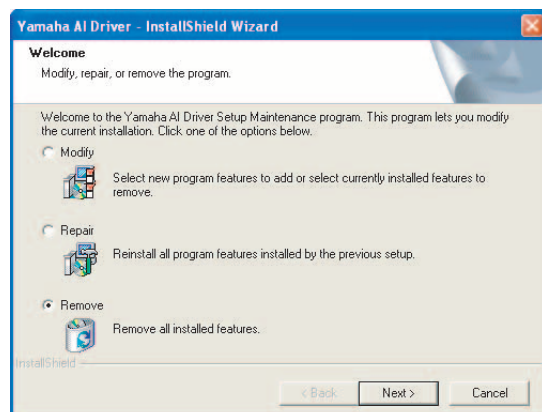 Yamaha AI Driver - InstallShield Wizard
Welcome
Modify, repair, or remove the program.
Welcome to the Yamaha AI Driver Setup Maintenance program. This program lets you modify
the current installation. Click one of the options below.
Modify
Select new program features to add or select currently installed features to
remove.
Repair
Reinstall all program features installed by the previous setup.
Remove
Remove all installed features.
InstallShield
< Back
Next >
Cancel